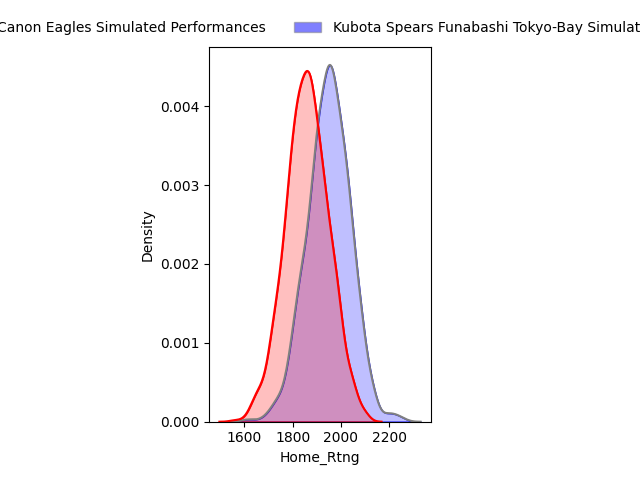 Canon Eagles Simulated Performances
Kubota Spears Funabashi Tokyo-Bay Simulat
0.004
0.003
0.002
0.001
0.000
Density
1600 1800 2000 2200
Home_Rtng